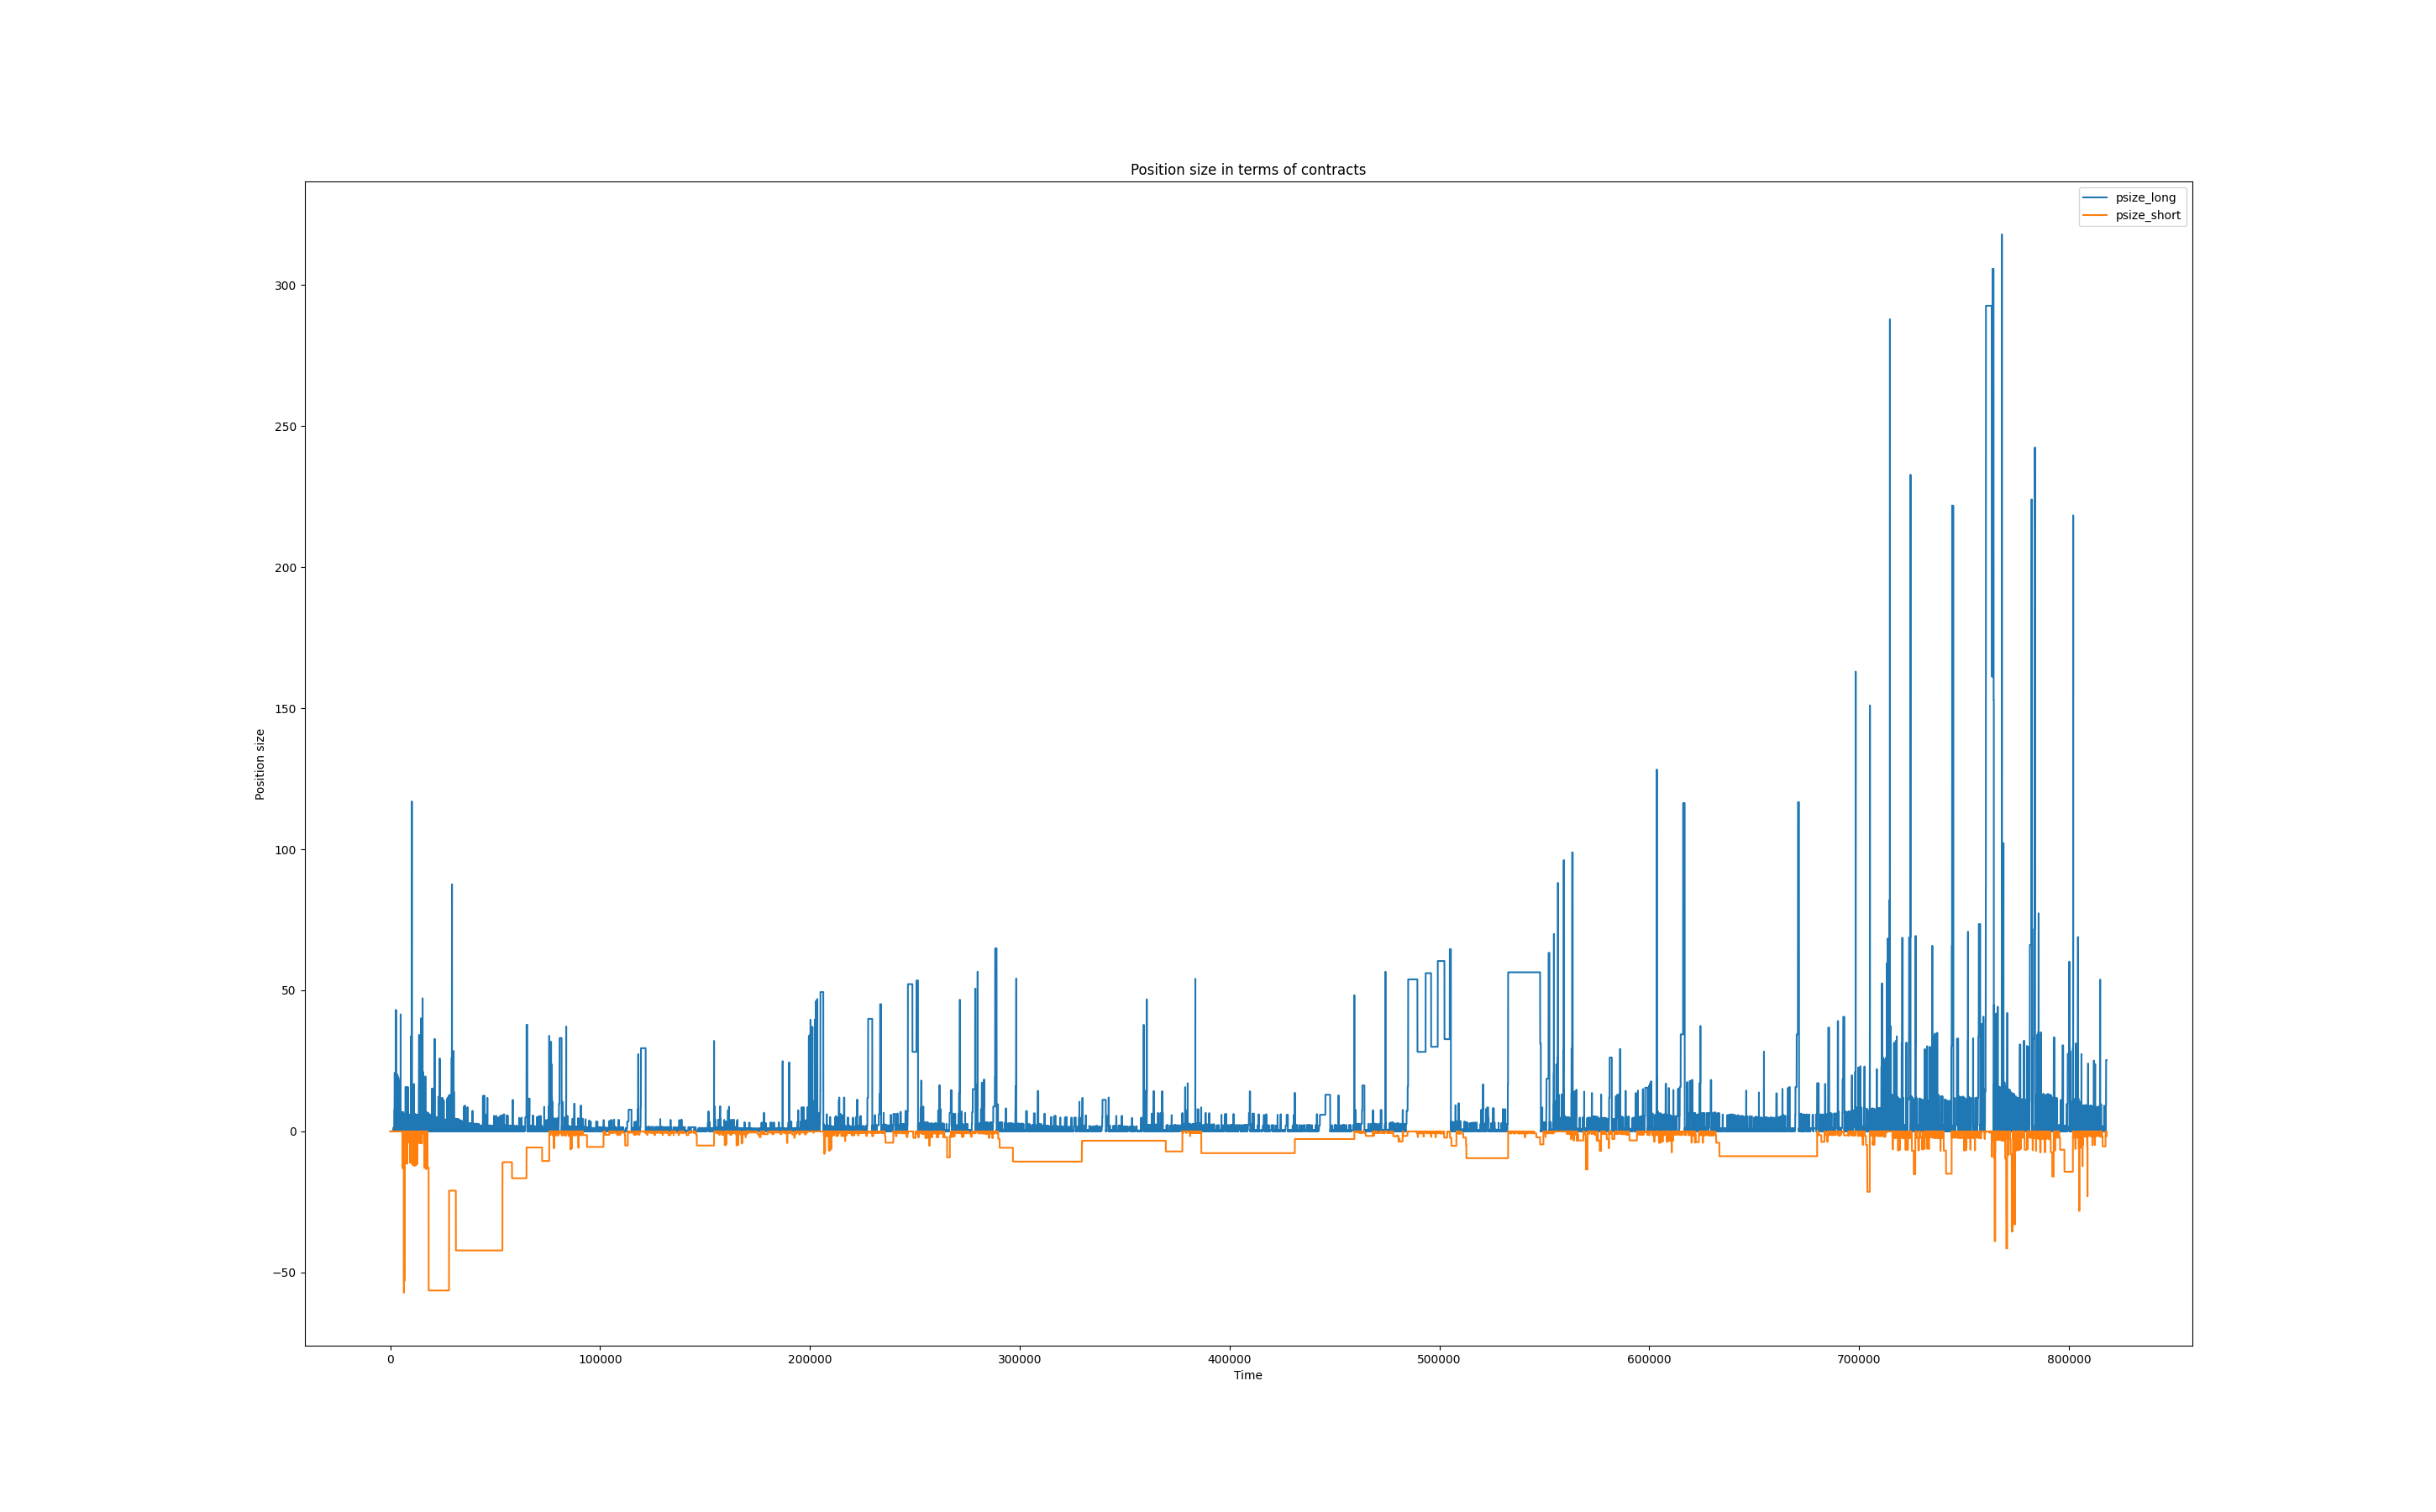 Position size in terms of contracts
psize_long
psize_short
300
250
200
150
100
50
0
−50
Position size
0 100000 200000 300000 400000 500000 600000 700000 800000
Time